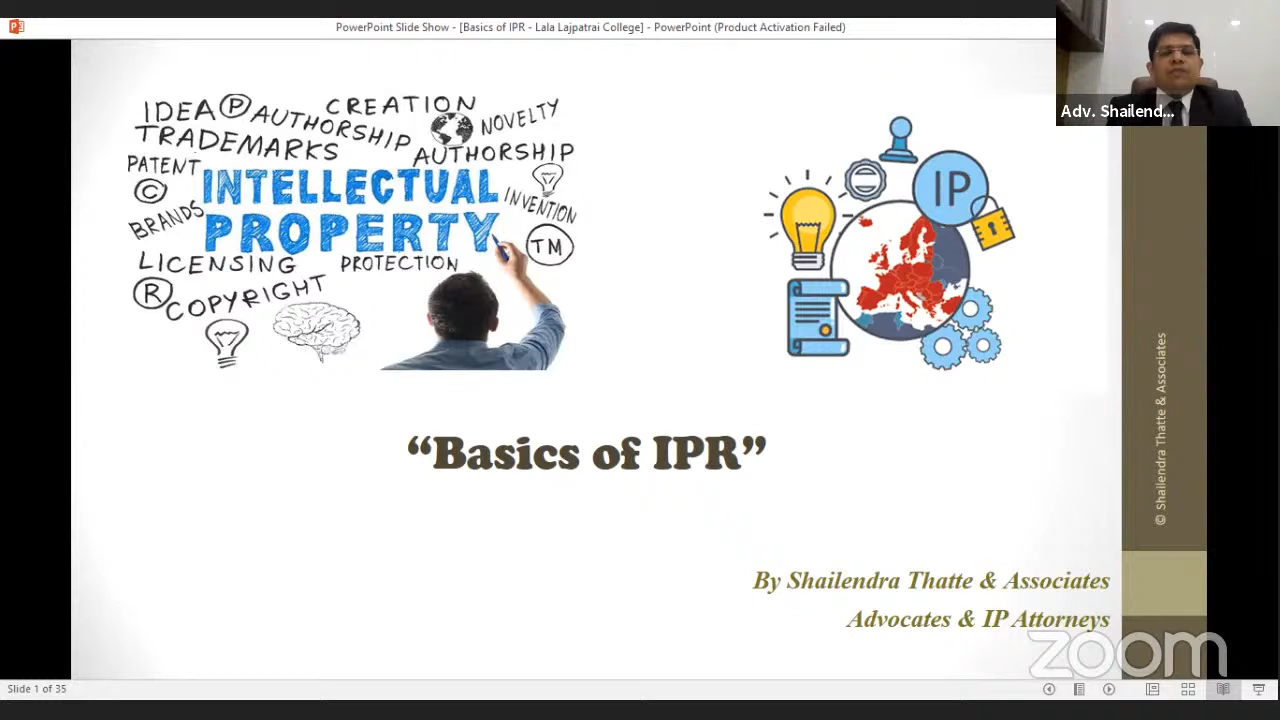 PowerPoint Slide Show - [Basics of IPR - Lala Lajpatrai College] - PowerPoint (Product Activation Failed)
Adv. Shailend...
IDEA P AUTHORSHIP CREATION NOVELTY
TRADEMARKS AUTHORSHIP
PATENT
INTELLECTUAL
PROPERTY
©
INVENTION
BRANDS
TM
LICENSING PROTECTION
R
COPYRIGHT
IP
“Basics of IPR”
By Shailendra Thatte & Associates
Advocates & IP Attorneys
© Shailendra Thatte & Associates
zoom
Slide 1 of 35